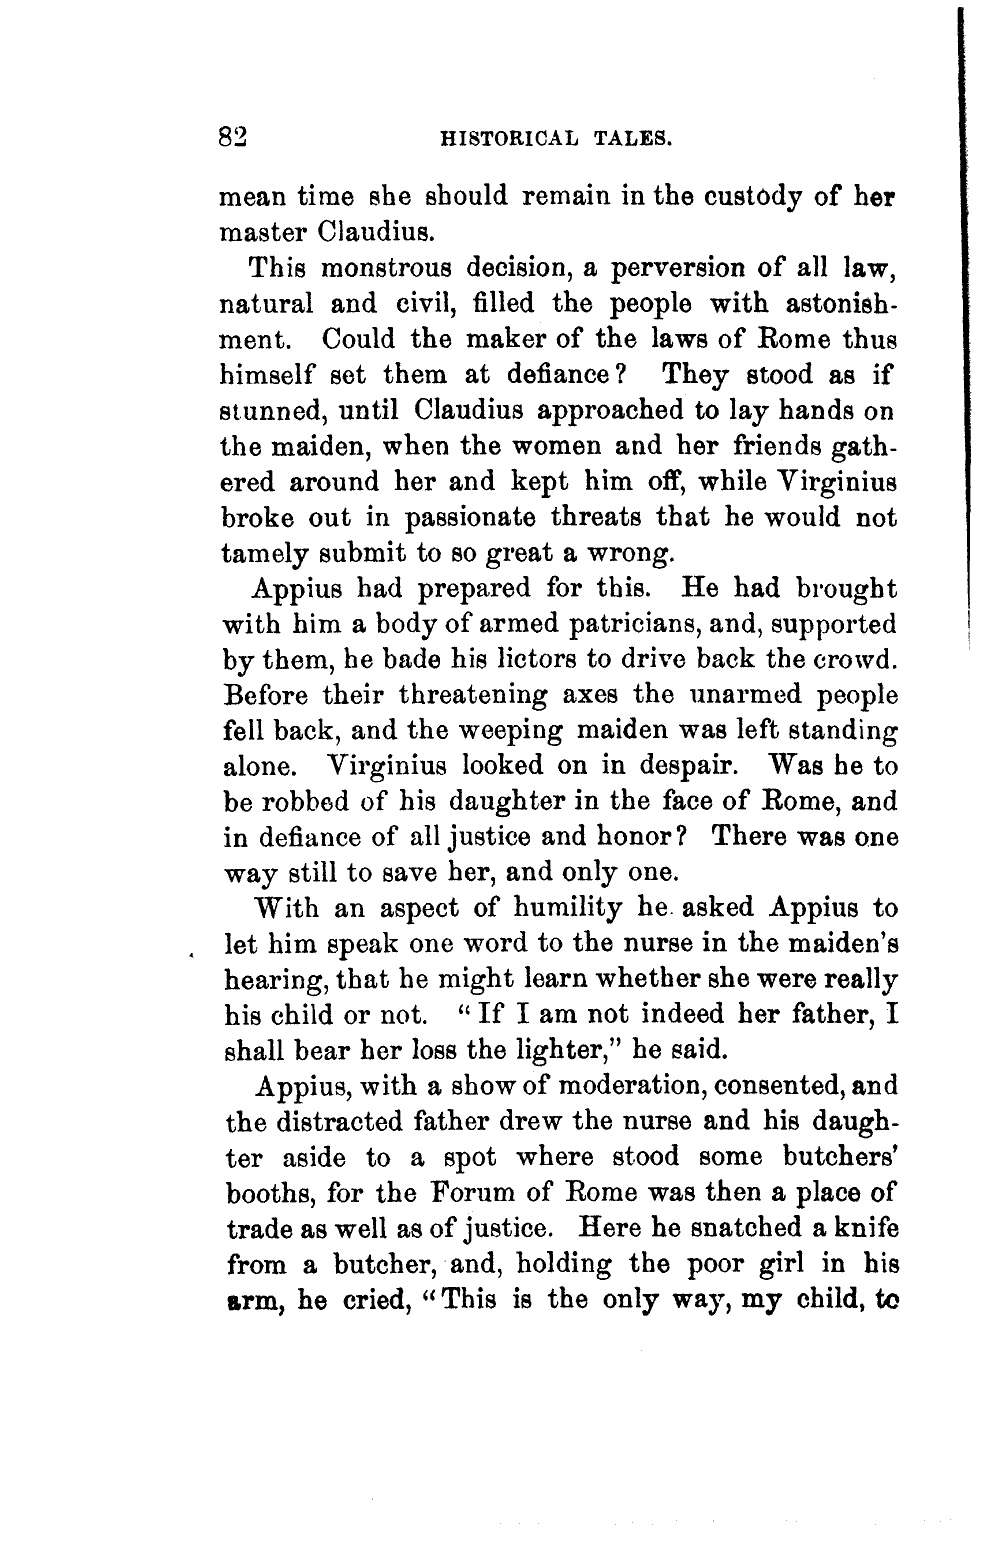 82 HISTORICAL TALES.
mean time she should remain in the custody of her
master Claudius.
This monstrous decision, a perversion of all law,
natural and civil, filled the people with astonish-
ment. Could the maker of the laws of Rome thus
himself set them at defiance? They stood as if
stunned, until Claudius approached to lay hands on
the maiden, when the women and her friends gath-
ered around her and kept him off, while Virginius
broke out in passionate threats that he would not
tamely submit to so great a wrong.
Appius had prepared for this. He had brought
with him a body of armed patricians, and, supported
by them, he bade his lictors to drive back the crowd.
Before their threatening axes the unarmed people
fell back, and the weeping maiden was left standing
alone. Virginius looked on in despair. Was he to
be robbed of his daughter in the face of Rome, and
in defiance of all justice and honor? There was one
way still to save her, and only one.
With an aspect of humility he asked Appius to
let him speak one word to the nurse in the maiden's
hearing, that he might learn whether she were really
his child or not. "If I am not indeed her father, I
shall bear her loss the lighter," he said.
Appius, with a show of moderation, consented, and
the distracted father drew the nurse and his daugh-
ter aside to a spot where stood some butchers'
booths, for the Forum of Rome was then a place of
trade as well as of justice. Here he snatched a knife
from a butcher, and, holding the poor girl in his
arm, he cried, "This is the only way, my child, to